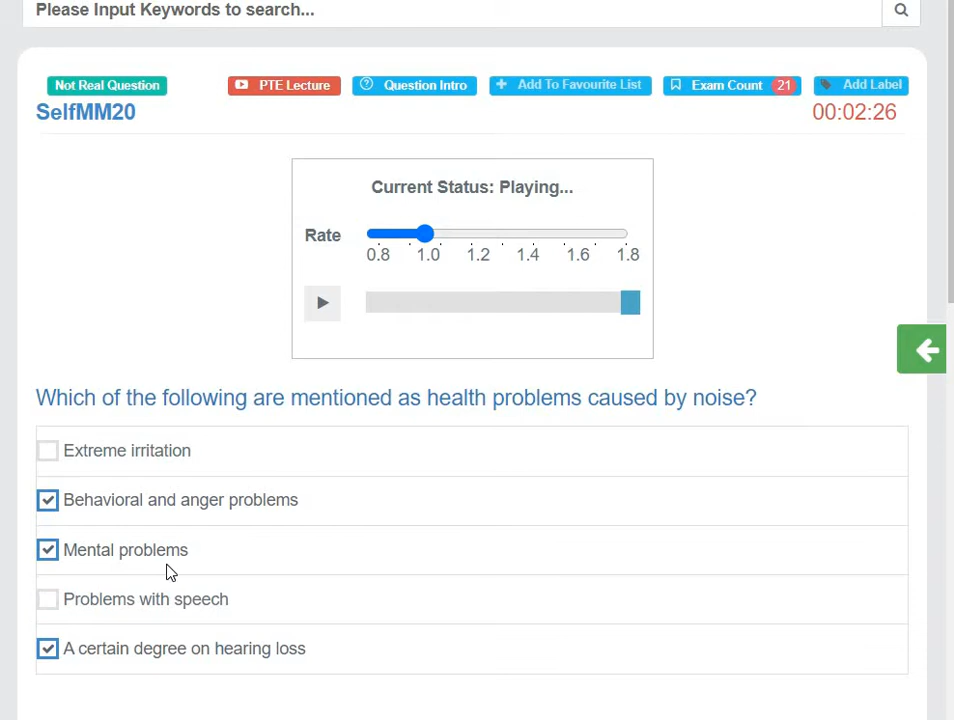 Please Input Keywords to search...
Not Real Question PTE Lecture Question Intro Add To Favourite List Exam Count 21 Add Label
SelfMM20 00:02:26
Current Status: Playing...
Rate
0.8 1.0 1.2 1.4 1.6 1.8
Which of the following are mentioned as health problems caused by noise?
Extreme irritation
Behavioral and anger problems
Mental problems
Problems with speech
A certain degree on hearing loss